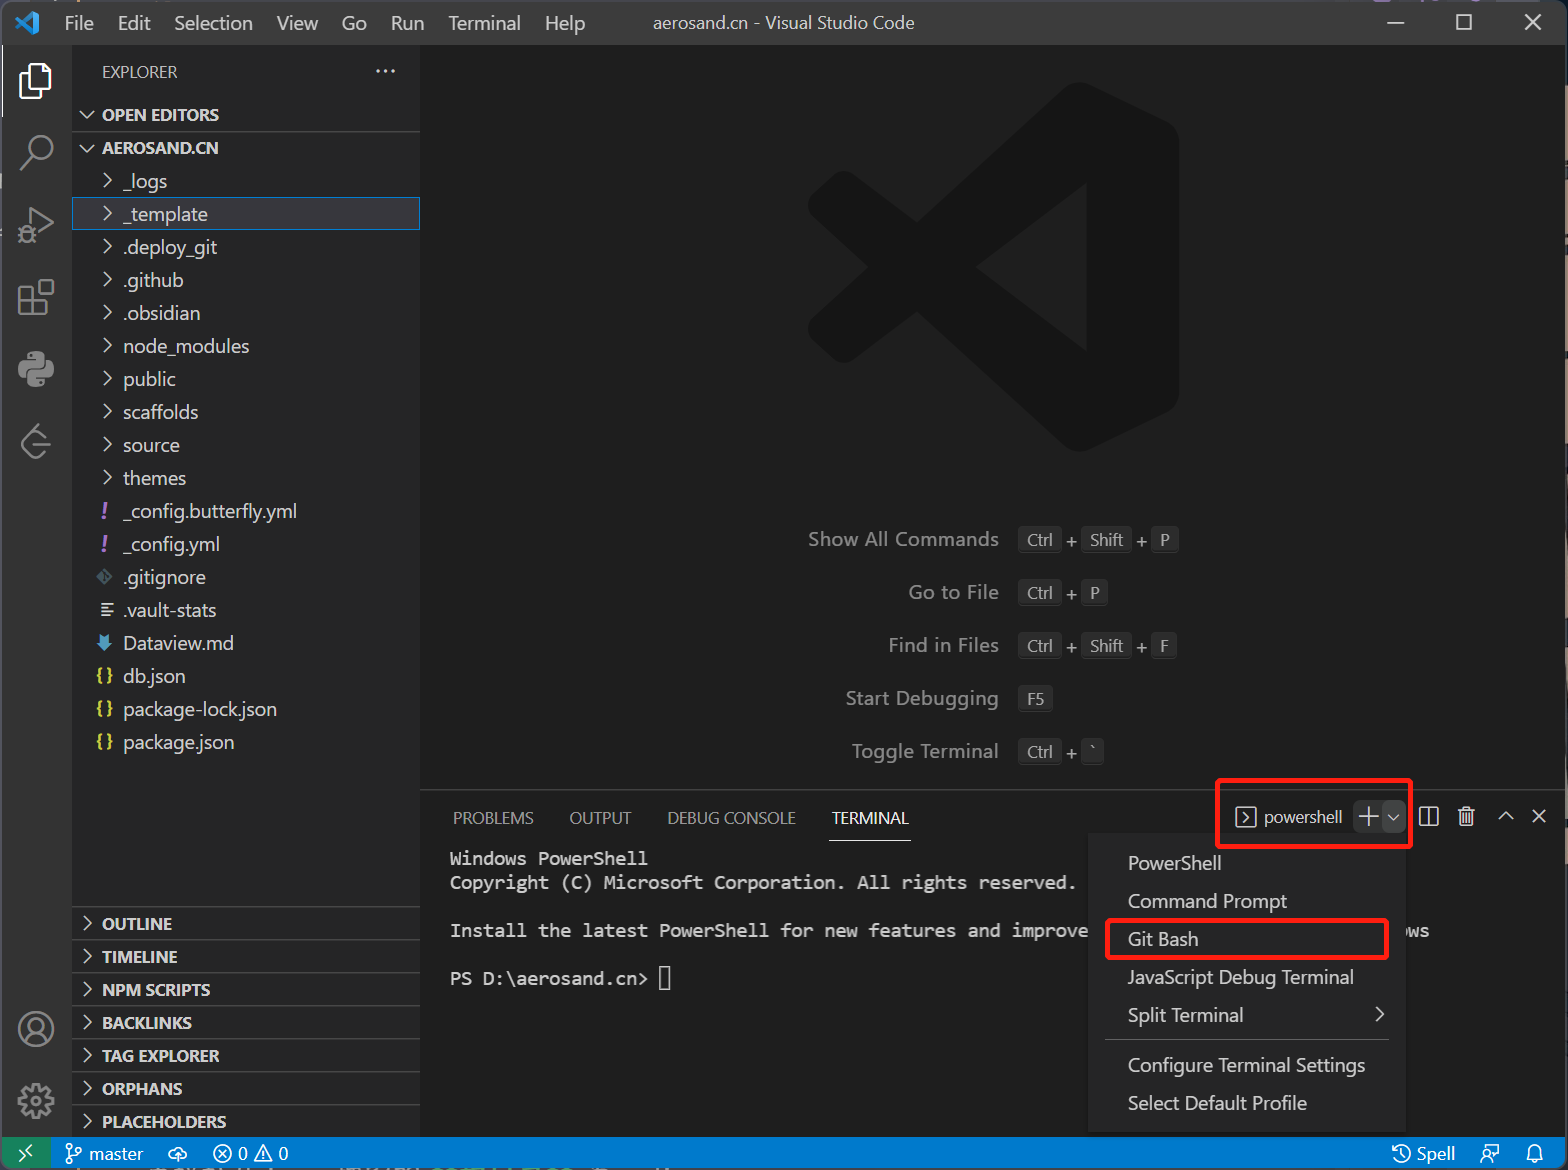 File Edit Selection View Go Run Terminal Help aerosand.cn - Visual Studio Code
EXPLORER
OPEN EDITORS
AEROSAND.CN
_logs
_template
.deploy_git
.github
.obsidian
node_modules
public
scaffolds
source
themes
_config.butterfly.yml
_config.yml
.gitignore
.vault-stats
Dataview.md
db.json
package-lock.json
package.json
OUTLINE
TIMELINE
NPM SCRIPTS
BACKLINKS
TAG EXPLORER
ORPHANS
PLACEHOLDERS
Show All Commands Ctrl + Shift + P
Go to File Ctrl + P
Find in Files Ctrl + Shift + F
Start Debugging F5
Toggle Terminal Ctrl + `
PROBLEMS OUTPUT DEBUG CONSOLE TERMINAL powershell
Windows PowerShell
Copyright (C) Microsoft Corporation. All rights reserved.
Install the latest PowerShell for new features and improve
PS D:\aerosand.cn>
PowerShell
Command Prompt
Git Bash
JavaScript Debug Terminal
Split Terminal
Configure Terminal Settings
Select Default Profile
master 0 0 Spell